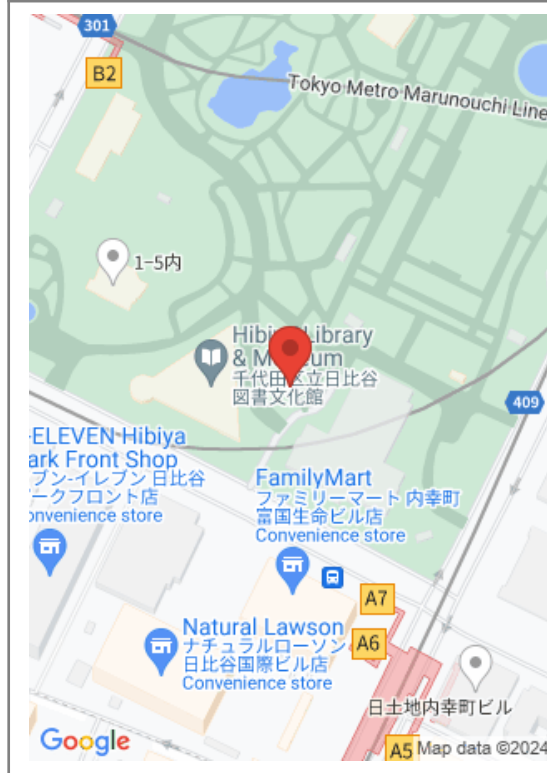 301
B2
Tokyo Metro Marunouchi Line
1-5内
Hibiya Library
& Museum
千代田区立日比谷
図書文化館
409
-ELEVEN Hibiya
ark Front Shop
ブン-イレブン 日比谷
ークフロント店
onvenience store
FamilyMart
ファミリーマート 内幸町
富国生命ビル店
Convenience store
A7
Natural Lawson
ナチュラルローソン
日比谷国際ビル店
Convenience store
A6
日土地内幸町ビル
Google
A5
Map data ©2024